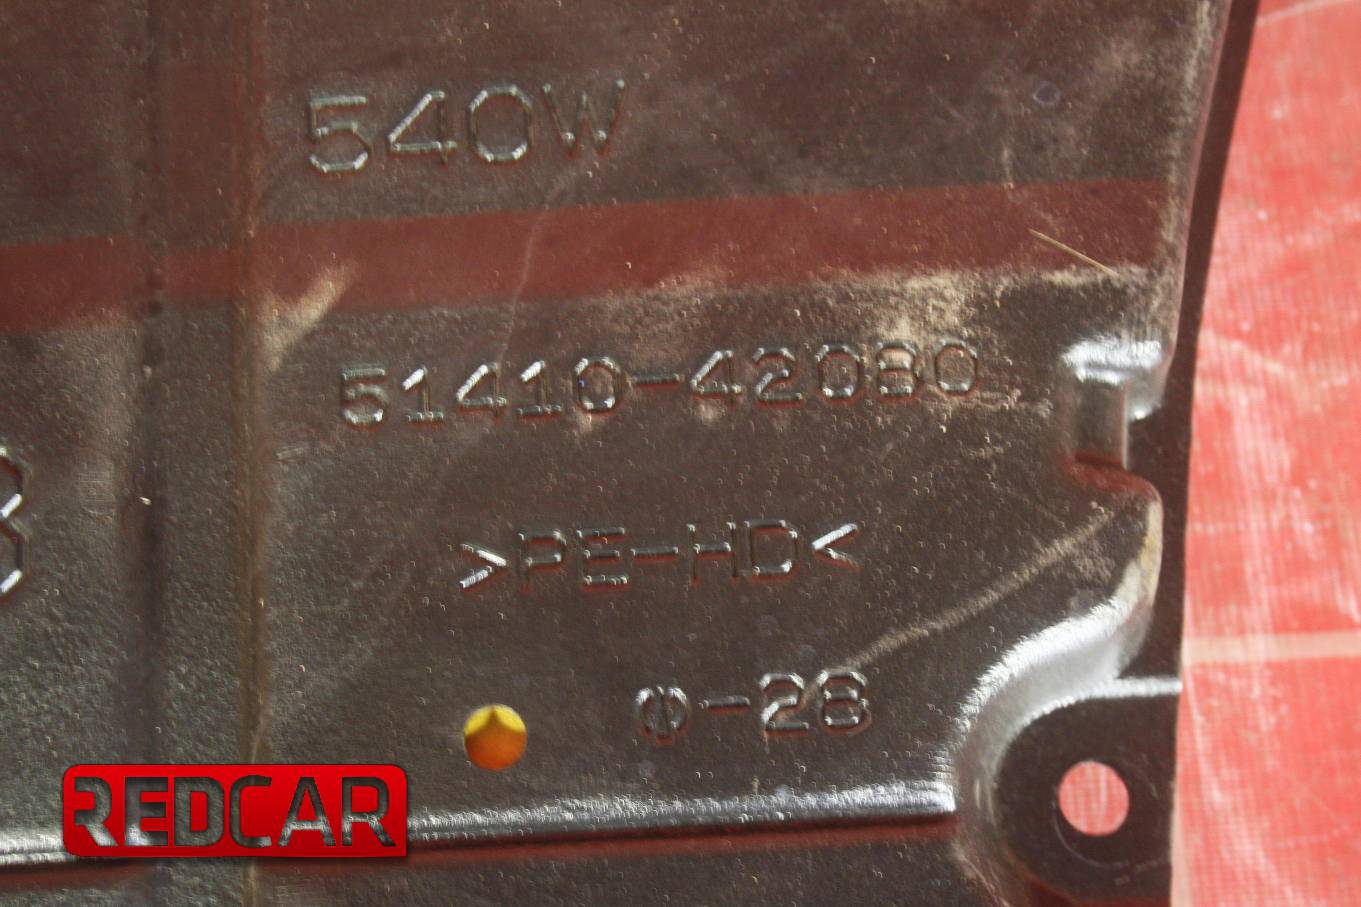 540W
51410-42080
>PE-HD<
Φ-28
REDCAR